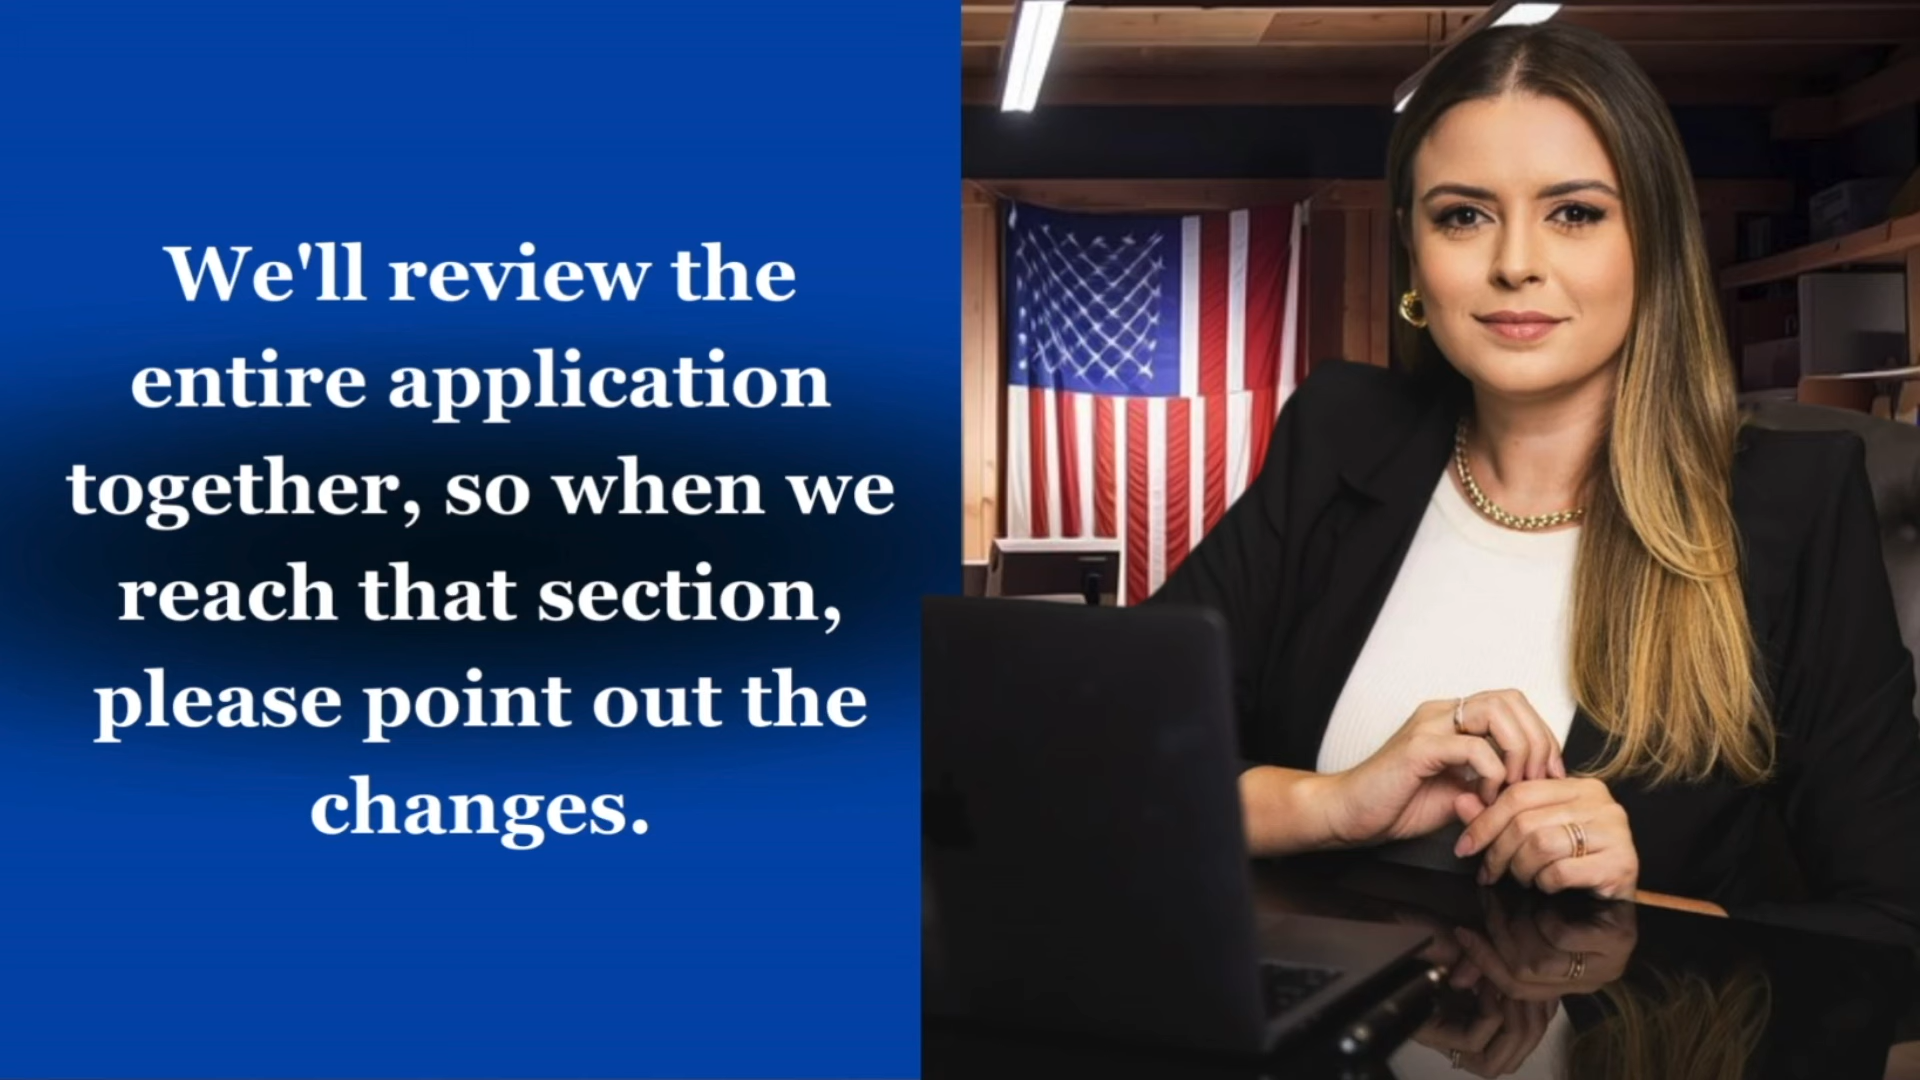 We'll review the
entire application
together, so when we
reach that section,
please point out the
changes.